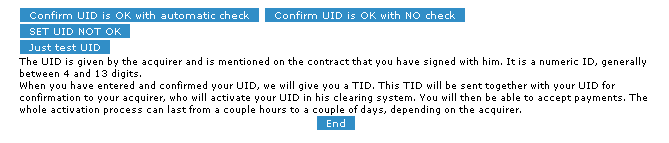 Confirm UID is OK with automatic check Confirm UID is OK with NO check
SET UID NOT OK
Just test UID
The UID is given by the acquirer and is mentioned on the contract that you have signed with him. It is a numeric ID, generally
between 4 and 13 digits.
When you have entered and confirmed your UID, we will give you a TID. This TID will be sent together with your UID for
confirmation to your acquirer, who will activate your UID in his clearing system. You will then be able to accept payments. The
whole activation process can last from a couple hours to a couple of days, depending on the acquirer.
End